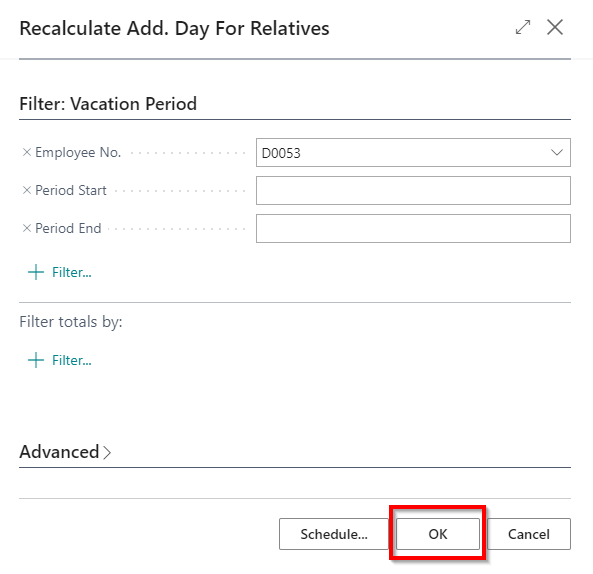 Recalculate Add. Day For Relatives
Filter: Vacation Period
Employee No.
D0053
Period Start
Period End
Filter...
Filter totals by:
Filter...
Advanced
Schedule... OK Cancel